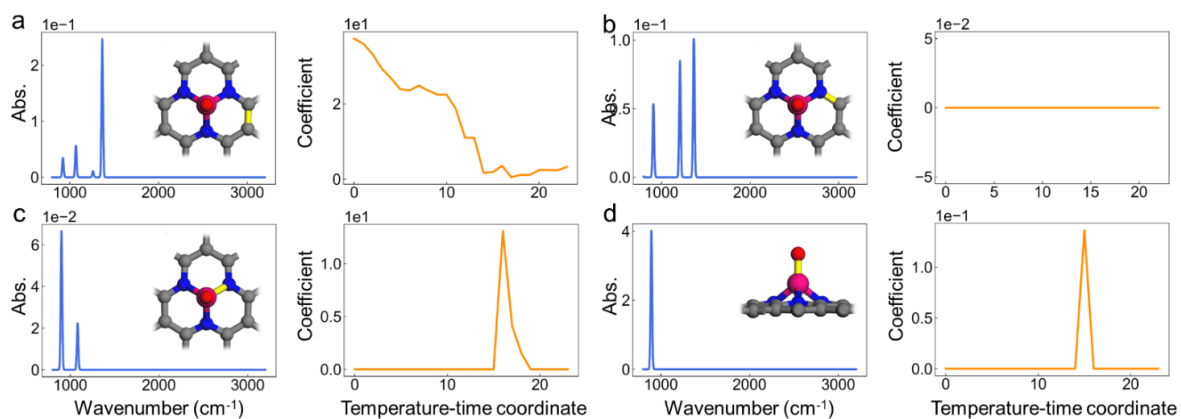 a
1e−1
Abs.
2
1
0
1000
2000
3000
1e1
Coefficient
2
0
0
10
20
b
1e−1
Abs.
1.0
0.5
0.0
1000
2000
3000
1e−2
Coefficient
5
0
−5
0
5
10
15
20
c
1e−2
Abs.
6
4
2
0
1000
2000
3000
Wavenumber (cm⁻¹)
1e1
Coefficient
1.0
0.5
0.0
0
10
20
Temperature-time coordinate
d
Abs.
4
2
0
1000
2000
3000
Wavenumber (cm⁻¹)
1e−1
Coefficient
1.0
0.5
0.0
0
10
20
Temperature-time coordinate